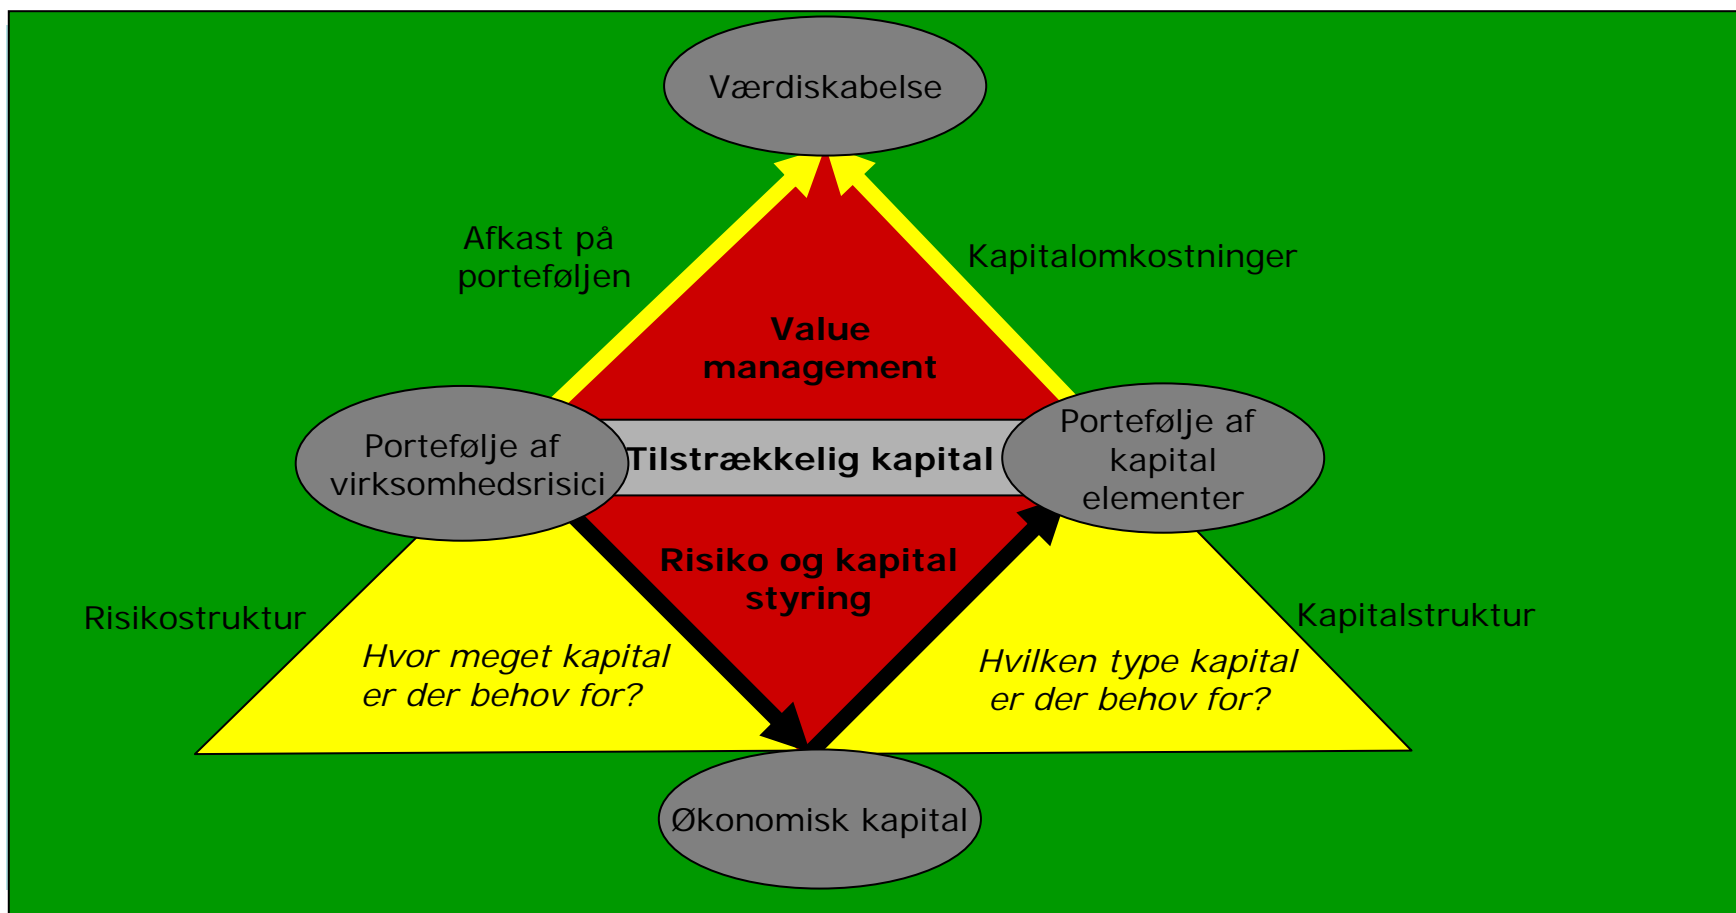 Værdiskabelse
Afkast på
porteføljen
Kapitalomkostninger
Value
management
Portefølje af
virksomhedsrisici
Tilstrækkelig kapital
Portefølje af
kapital
elementer
Risiko og kapital
styring
Risikostruktur
Kapitalstruktur
Hvor meget kapital
er der behov for?
Hvilken type kapital
er der behov for?
Økonomisk kapital